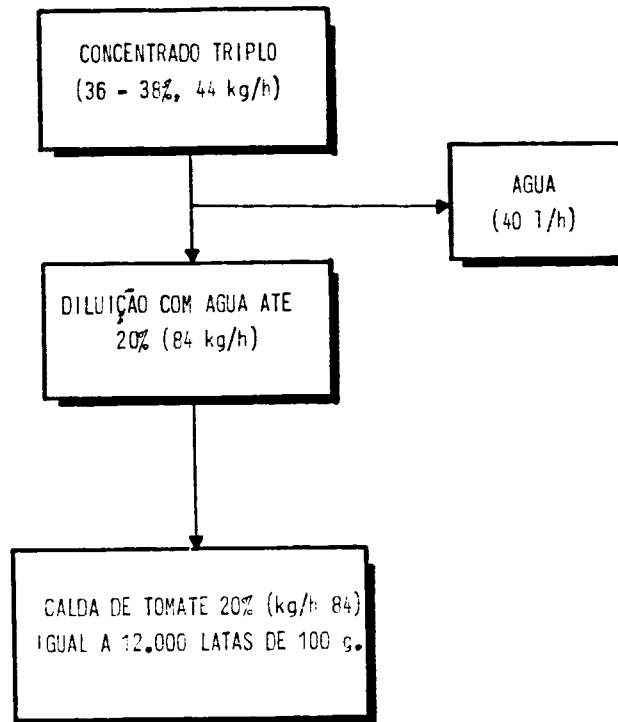 CONCENTRADO TRIPLO
(36 - 38%, 44 kg/h)
AGUA
(40 l/h)
DILUIÇÃO COM AGUA ATE
20% (84 kg/h)
CALDA DE TOMATE 20% (kg/h 84)
IGUAL A 12.000 LATAS DE 100 g.